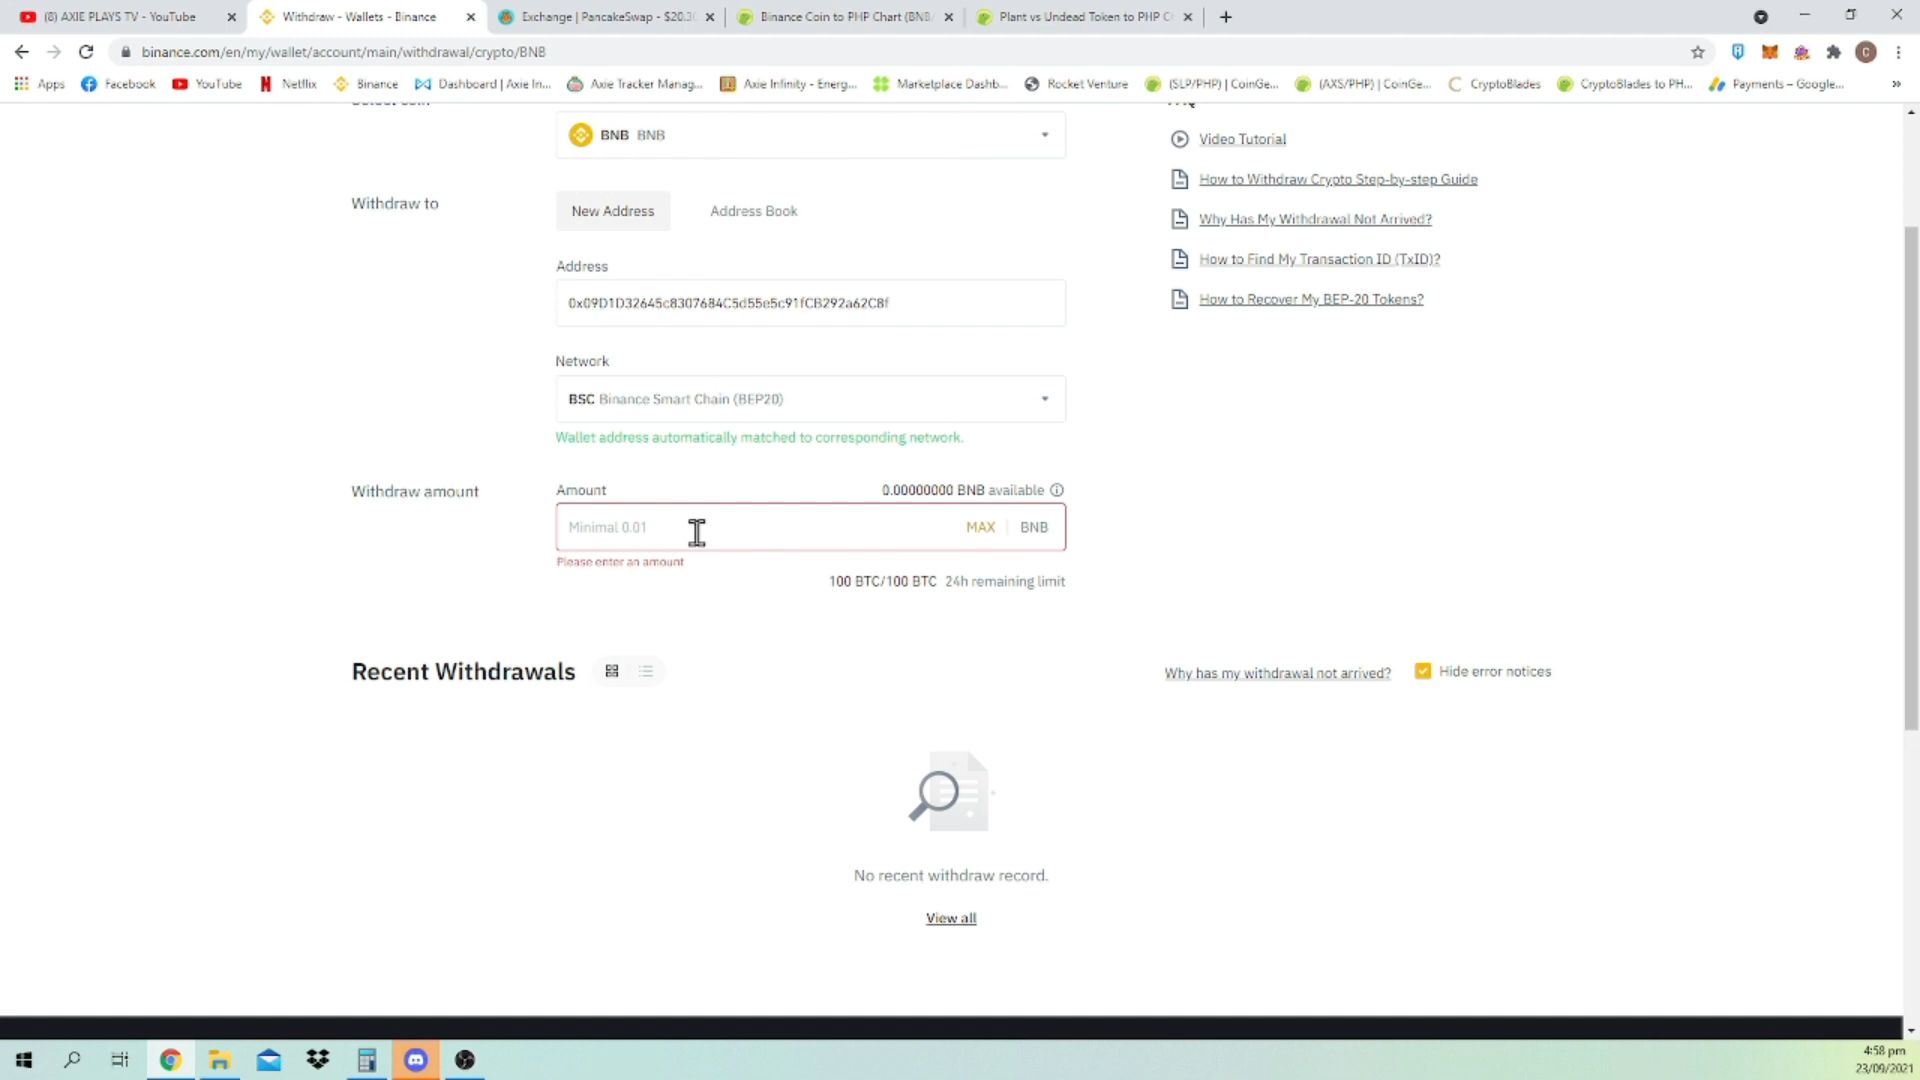 (8) AXIE PLAYS TV - YouTube
Withdraw - Wallets - Binance
Exchange | PancakeSwap - $20.3
Binance Coin to PHP Chart (BNB
Plant vs Undead Token to PHP C
binance.com/en/my/wallet/account/main/withdrawal/crypto/BNB
C
Apps
Facebook
YouTube
Netflix
Binance
Dashboard | Axie In...
Axie Tracker Manag...
Axie Infinity - Energ...
Marketplace Dashb...
Rocket Venture
(SLP/PHP) | CoinGe...
(AXS/PHP) | CoinGe...
CryptoBlades
CryptoBlades to PH...
Payments – Google...
»
BNB BNB
Video Tutorial
How to Withdraw Crypto Step-by-step Guide
Withdraw to
New Address
Address Book
Why Has My Withdrawal Not Arrived?
How to Find My Transaction ID (TxID)?
Address
0x09D1D32645c8307684C5d55e5c91fCB292a62C8f
How to Recover My BEP-20 Tokens?
Network
BSC Binance Smart Chain (BEP20)
Wallet address automatically matched to corresponding network.
Withdraw amount
Amount
0.00000000 BNB available
Minimal 0.01
MAX
BNB
Please enter an amount
100 BTC/100 BTC 24h remaining limit
Recent Withdrawals
Why has my withdrawal not arrived?
Hide error notices
No recent withdraw record.
View all
4:58 pm
23/09/2021